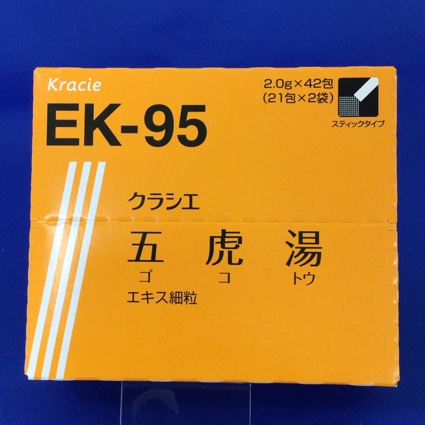 Kracie
2.0g×42包
(21包×2袋)
スティックタイプ
EK-95
クラシエ
五虎湯
ゴ コ トウ
エキス細粒